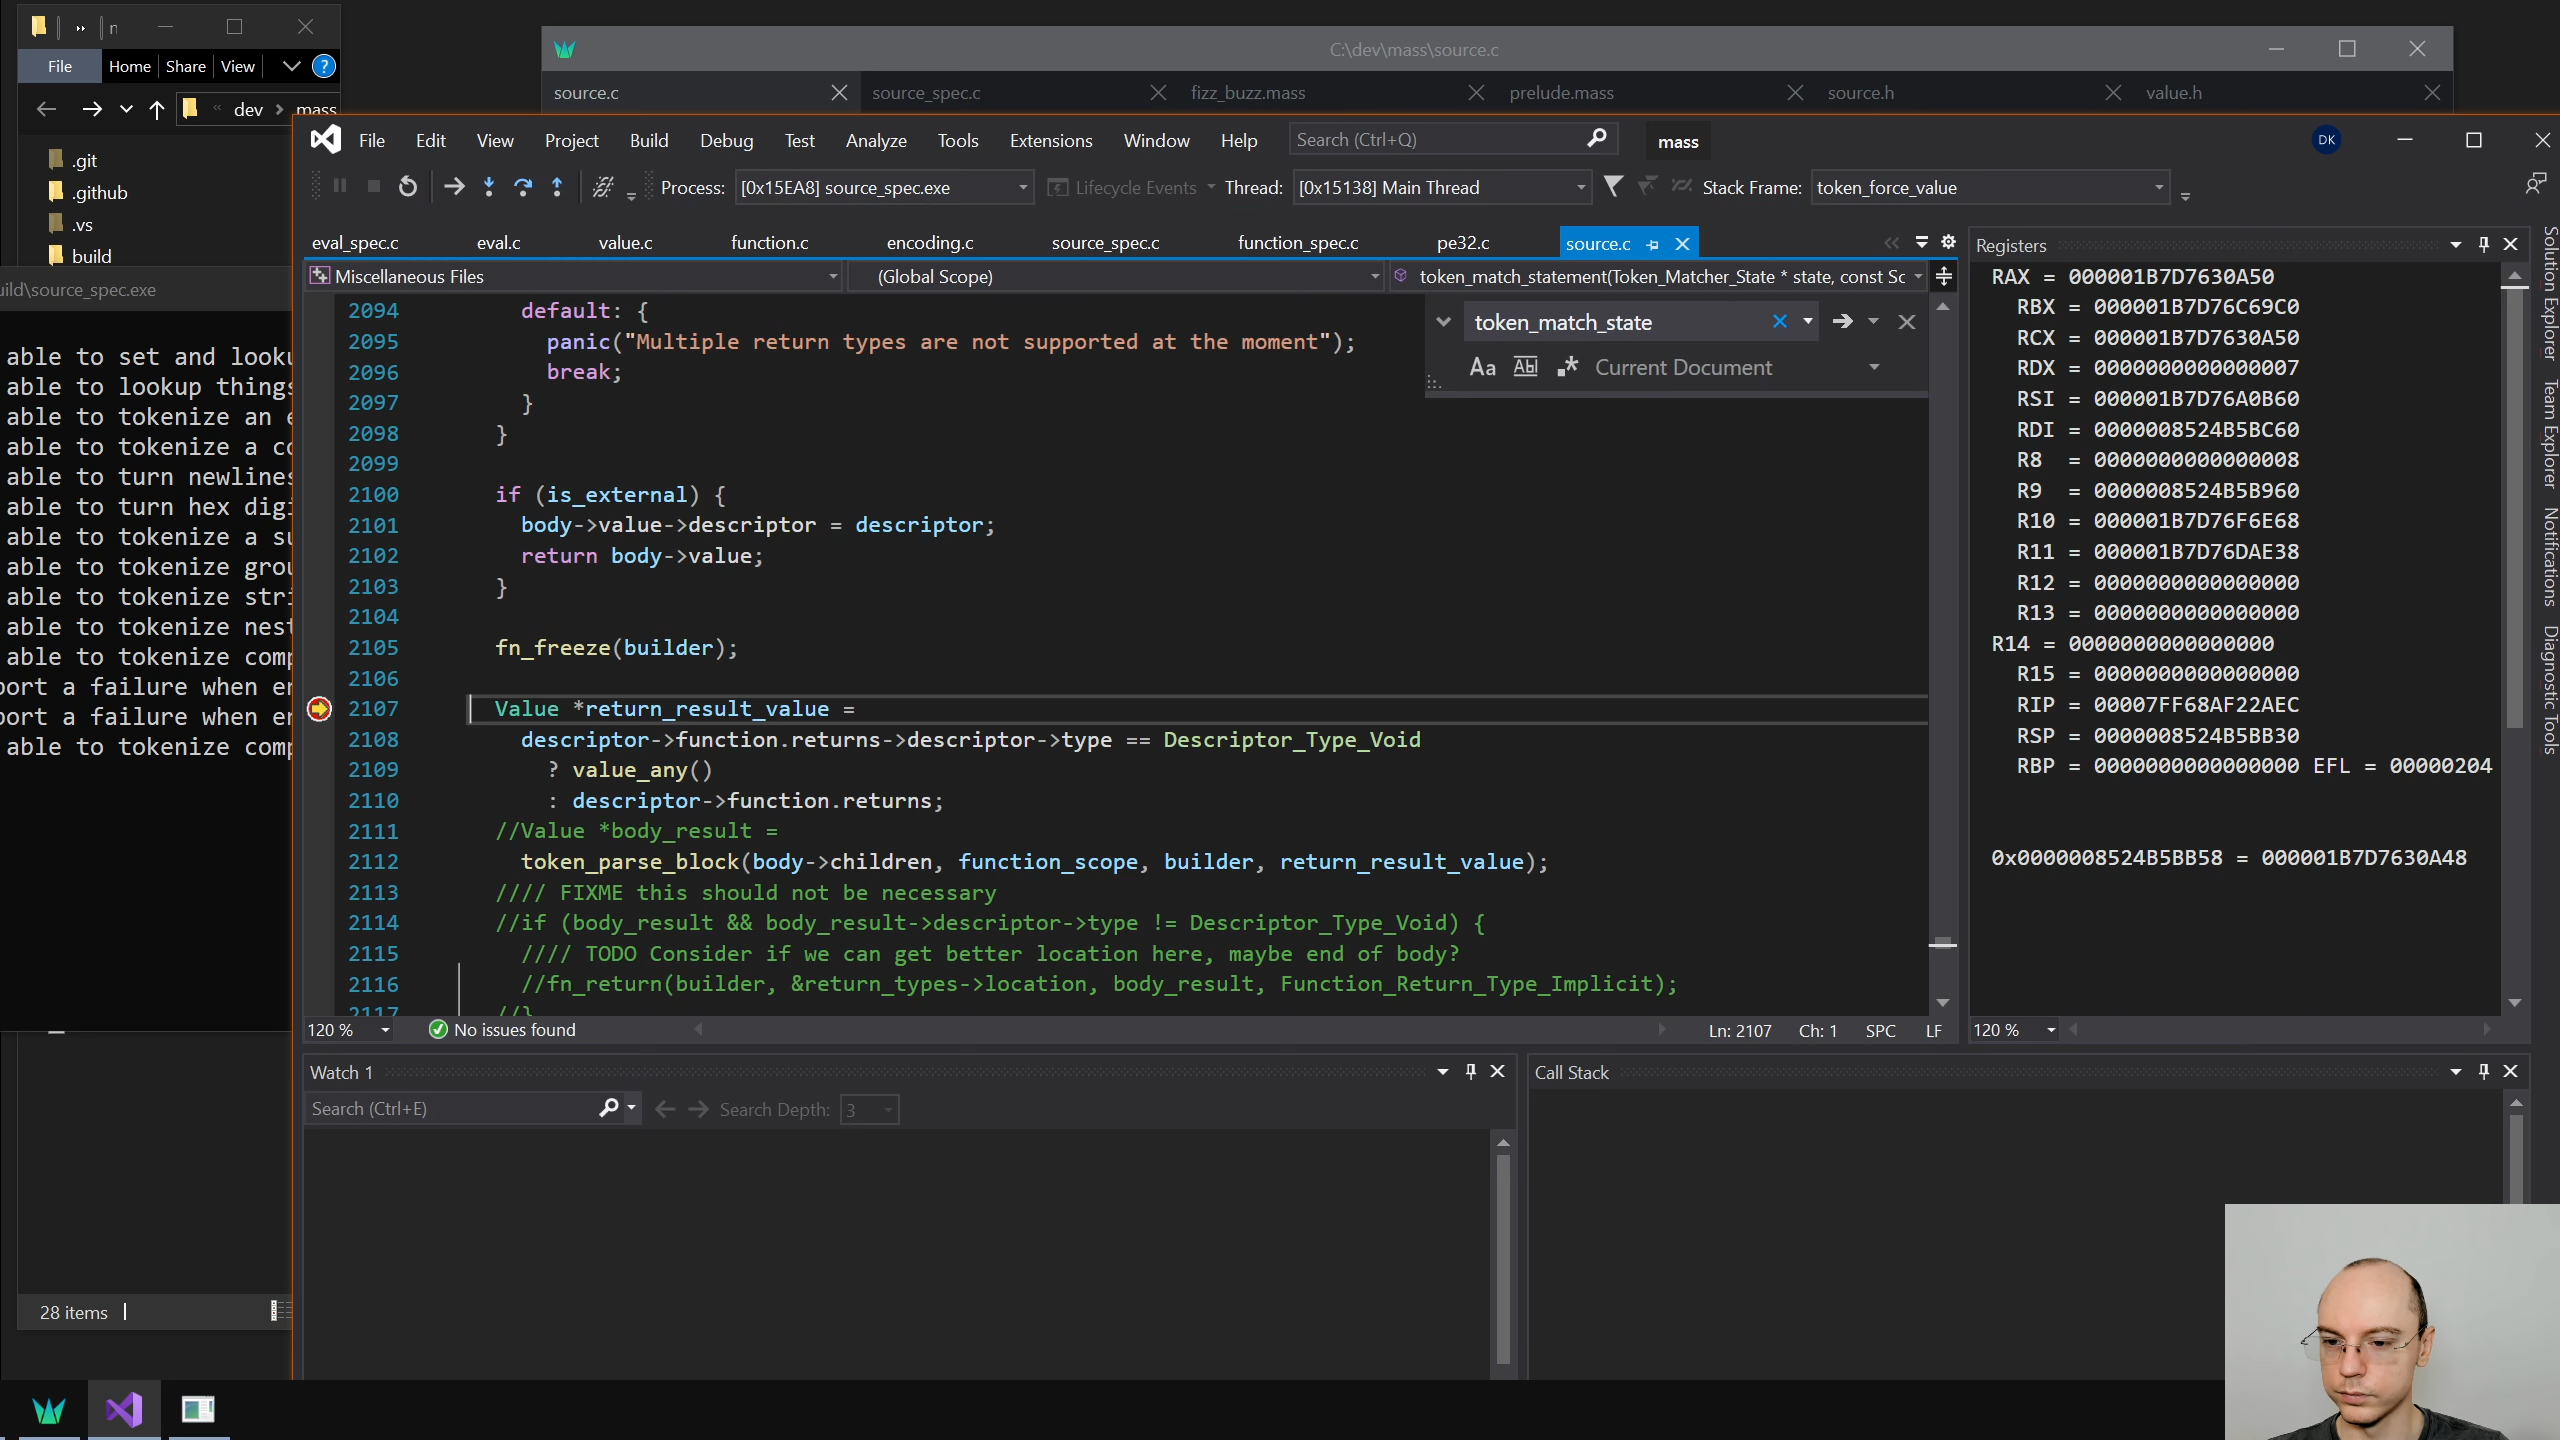 n
File Home Share View ?
« dev > mass
.git
.github
.vs
build
28 items
uild\source_spec.exe
able to set and looku
able to lookup things
able to tokenize an e
able to tokenize a co
able to turn newlines
able to turn hex digi
able to tokenize a su
able to tokenize grou
able to tokenize stri
able to tokenize nest
able to tokenize comp
port a failure when en
port a failure when en
able to tokenize comp
C:\dev\mass\source.c
source.c source_spec.c fizz_buzz.mass prelude.mass source.h value.h
File Edit View Project Build Debug Test Analyze Tools Extensions Window Help Search (Ctrl+Q) mass DK
Process: [0x15EA8] source_spec.exe Lifecycle Events Thread: [0x15138] Main Thread Stack Frame: token_force_value
eval_spec.c eval.c value.c function.c encoding.c source_spec.c function_spec.c pe32.c source.c
Miscellaneous Files (Global Scope) token_match_statement(Token_Matcher_State * state, const Sc
token_match_state
Aa Abl .* Current Document
2094 default: {
2095 panic("Multiple return types are not supported at the moment");
2096 break;
2097 }
2098 }
2099
2100 if (is_external) {
2101 body->value->descriptor = descriptor;
2102 return body->value;
2103 }
2104
2105 fn_freeze(builder);
2106
2107 Value *return_result_value =
2108 descriptor->function.returns->descriptor->type == Descriptor_Type_Void
2109 ? value_any()
2110 : descriptor->function.returns;
2111 //Value *body_result =
2112 token_parse_block(body->children, function_scope, builder, return_result_value);
2113 //// FIXME this should not be necessary
2114 //if (body_result && body_result->descriptor->type != Descriptor_Type_Void) {
2115 //// TODO Consider if we can get better location here, maybe end of body?
2116 //fn_return(builder, &return_types->location, body_result, Function_Return_Type_Implicit);
2117 //}
120 % No issues found Ln: 2107 Ch: 1 SPC LF
Registers
RAX = 000001B7D7630A50
RBX = 000001B7D76C69C0
RCX = 000001B7D7630A50
RDX = 0000000000000007
RSI = 000001B7D76A0B60
RDI = 0000008524B5BC60
R8 = 0000000000000008
R9 = 0000008524B5B960
R10 = 000001B7D76F6E68
R11 = 000001B7D76DAE38
R12 = 0000000000000000
R13 = 0000000000000000
R14 = 0000000000000000
R15 = 0000000000000000
RIP = 00007FF68AF22AEC
RSP = 0000008524B5BB30
RBP = 0000000000000000 EFL = 00000204
0x0000008524B5BB58 = 000001B7D7630A48
120 %
Solution Explorer
Team Explorer
Notifications
Diagnostic Tools
Watch 1
Search (Ctrl+E) Search Depth: 3
Call Stack